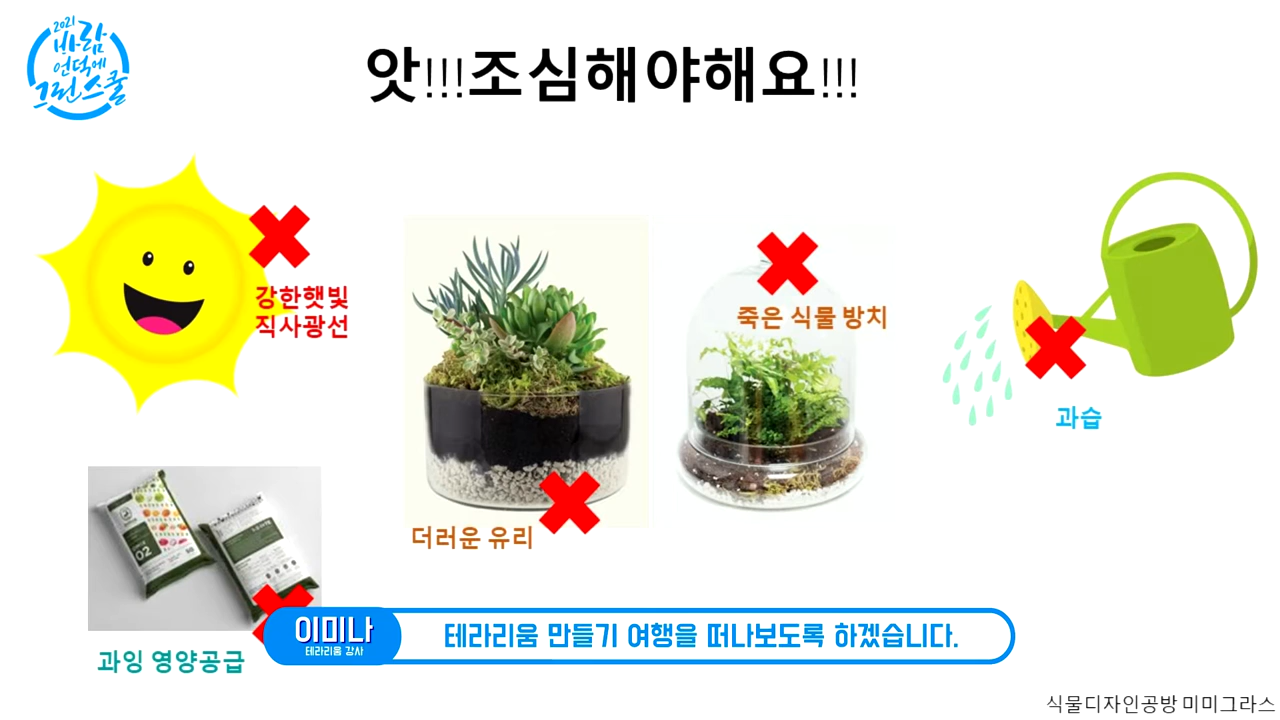 2021
바람
언덕에
그린스쿨
앗!!!조심해야해요!!!
강한햇빛
직사광선
죽은 식물 방치
과습
더러운 유리
02
과잉 영양공급
이미나
테라리움 강사
테라리움 만들기 여행을 떠나보도록 하겠습니다.
식물디자인공방 미미그라스